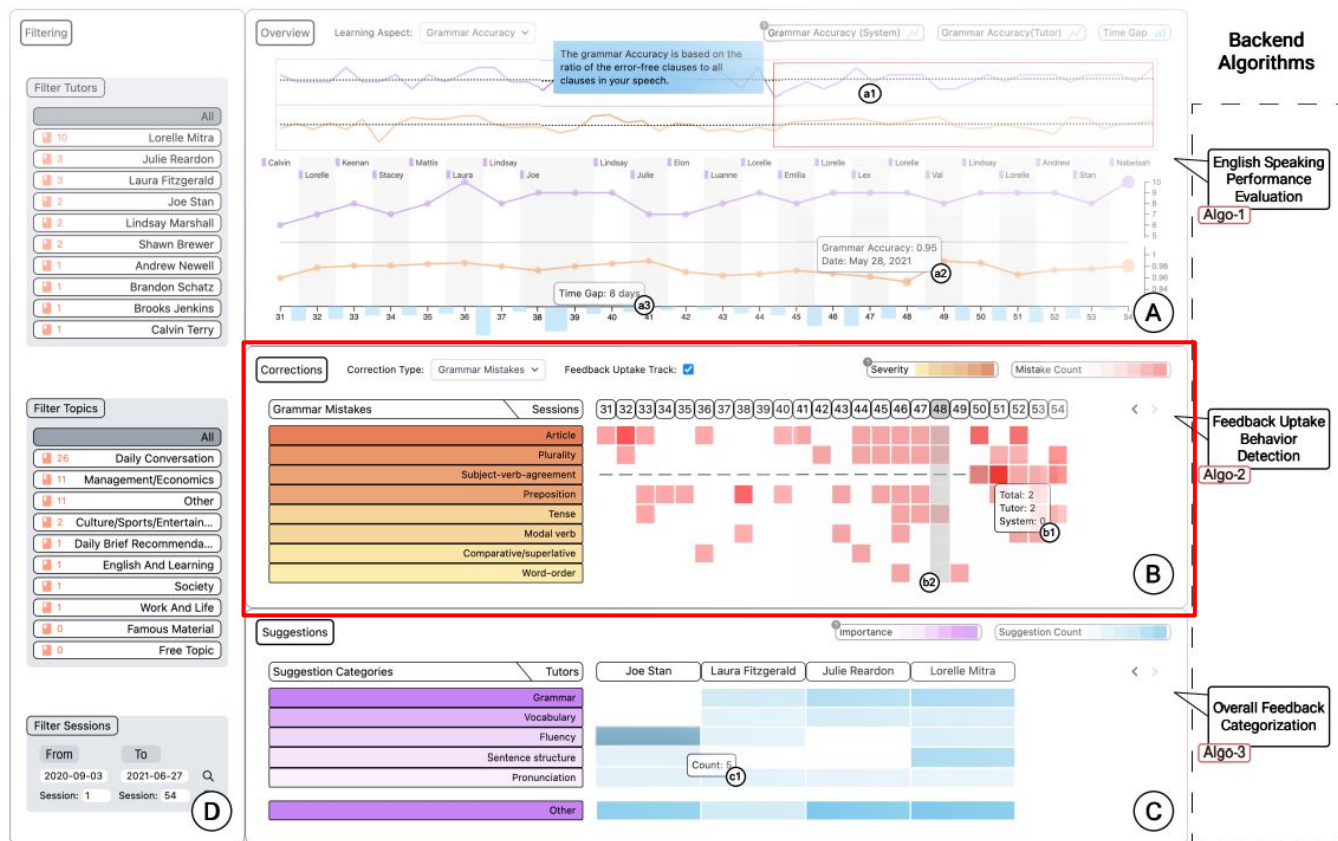 Filtering
Filter Tutors
All
10 Lorelle Mitra
3 Julie Reardon
3 Laura Fitzgerald
2 Joe Stan
2 Lindsay Marshall
2 Shawn Brewer
1 Andrew Newell
1 Brandon Schatz
1 Brooks Jenkins
1 Calvin Terry
Filter Topics
All
26 Daily Conversation
11 Management/Economics
11 Other
2 Culture/Sports/Entertain...
1 Daily Brief Recommenda...
1 English And Learning
1 Society
1 Work And Life
0 Famous Material
0 Free Topic
Filter Sessions
From To
2020-09-03 2021-06-27
Session: 1 Session: 54
D
Overview Learning Aspect: Grammar Accuracy ? Grammar Accuracy (System) Grammar Accuracy(Tutor) Time Gap
The grammar Accuracy is based on the
ratio of the error-free clauses to all
clauses in your speech.
a1
Calvin Keenan Mattis Lindsay Lindsay Elon Lorelle Lorelle Lorelle Lindsay Andrew Nabelaah
Lorelle Stacey Laura Joe Julie Luanne Emilia Lex Val Lorelle Stan
10
9
8
7
6
5
Grammar Accuracy: 0.95
Date: May 28, 2021
a2
1
0.98
0.96
0.94
Time Gap: 8 days
a3
31 32 33 34 35 36 37 38 39 40 41 42 43 44 45 46 47 48 49 50 51 52 53 54
A
Corrections Correction Type: Grammar Mistakes Feedback Uptake Track: ? Severity Mistake Count
Grammar Mistakes Sessions 31 32 33 34 35 36 37 38 39 40 41 42 43 44 45 46 47 48 49 50 51 52 53 54 < >
Article
Plurality
Subject-verb-agreement
Preposition
Tense
Modal verb
Comparative/superlative
Word-order
Total: 2
Tutor: 2
System: 0
b1
b2
B
Suggestions ? Importance Suggestion Count
Suggestion Categories Tutors Joe Stan Laura Fitzgerald Julie Reardon Lorelle Mitra < >
Grammar
Vocabulary
Fluency
Sentence structure
Pronunciation
Other
Count: 5
c1
C
Backend
Algorithms
English Speaking
Performance
Evaluation
Algo-1
Feedback Uptake
Behavior
Detection
Algo-2
Overall Feedback
Categorization
Algo-3